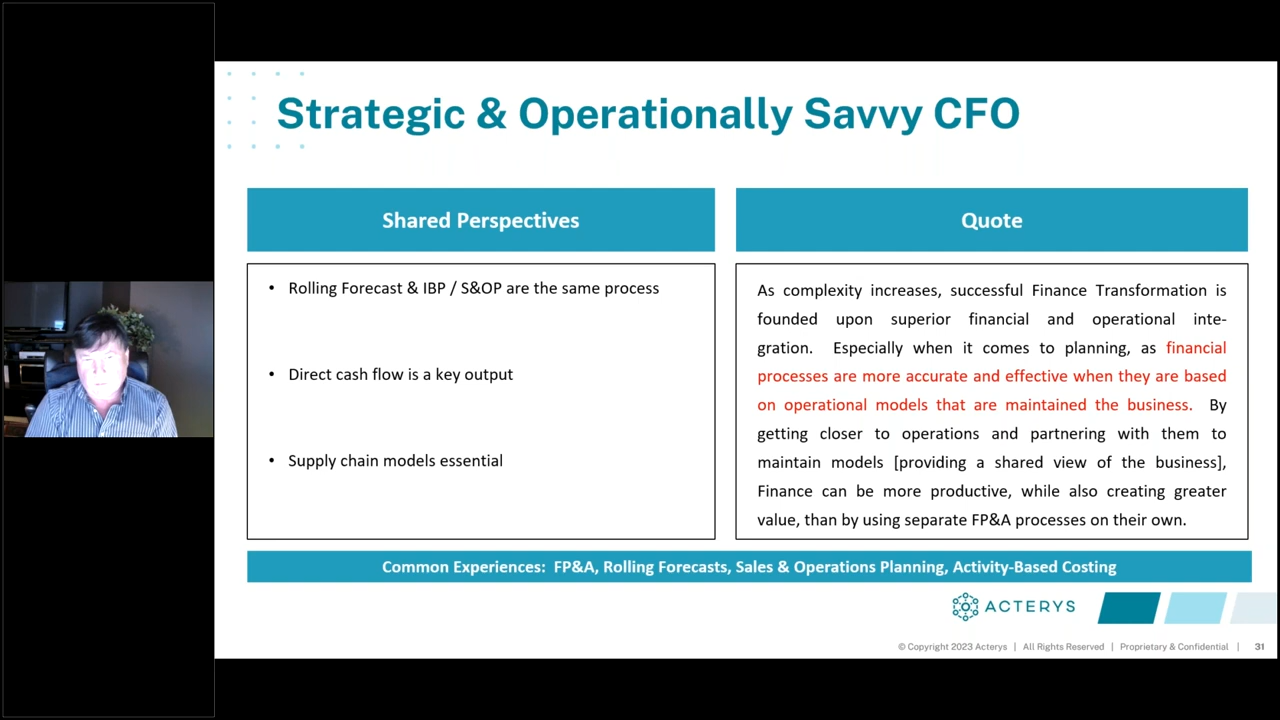 Strategic & Operationally Savvy CFO
Shared Perspectives
• Rolling Forecast & IBP / S&OP are the same process
• Direct cash flow is a key output
• Supply chain models essential
Quote
As complexity increases, successful Finance Transformation is
founded upon superior financial and operational inte-
gration. Especially when it comes to planning, as financial
processes are more accurate and effective when they are based
on operational models that are maintained the business. By
getting closer to operations and partnering with them to
maintain models [providing a shared view of the business],
Finance can be more productive, while also creating greater
value, than by using separate FP&A processes on their own.
Common Experiences: FP&A, Rolling Forecasts, Sales & Operations Planning, Activity-Based Costing
ACTERYS
© Copyright 2023 Acterys | All Rights Reserved | Proprietary & Confidential | 31